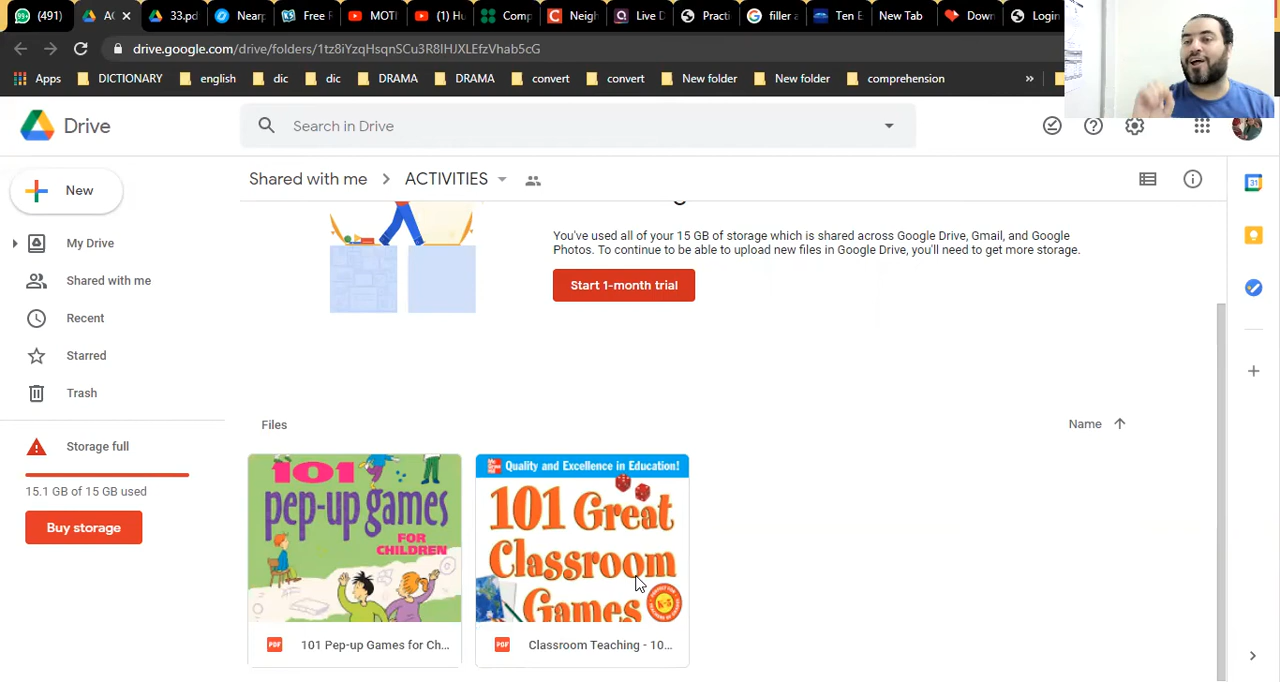 99+ (491) AC 33.pd Nearp Free F MOTI (1) Hu Comp Neigh Live D Practi filler a Ten E New Tab Down Login
drive.google.com/drive/folders/1tz8iYzqHsqnSCu3R8IHJXLEfzVhab5cG
Apps DICTIONARY english dic dic DRAMA DRAMA convert convert New folder New folder comprehension »
Drive
Search in Drive
New
Shared with me > ACTIVITIES
My Drive
Shared with me
Recent
Starred
Trash
Storage full
15.1 GB of 15 GB used
Buy storage
You've used all of your 15 GB of storage which is shared across Google Drive, Gmail, and Google
Photos. To continue to be able to upload new files in Google Drive, you'll need to get more storage.
Start 1-month trial
Files
Name
101
pep-up games
FOR
CHILDREN
101 Pep-up Games for Ch...
Quality and Excellence in Education!
101 Great
Classroom
Games
Classroom Teaching - 10...
31